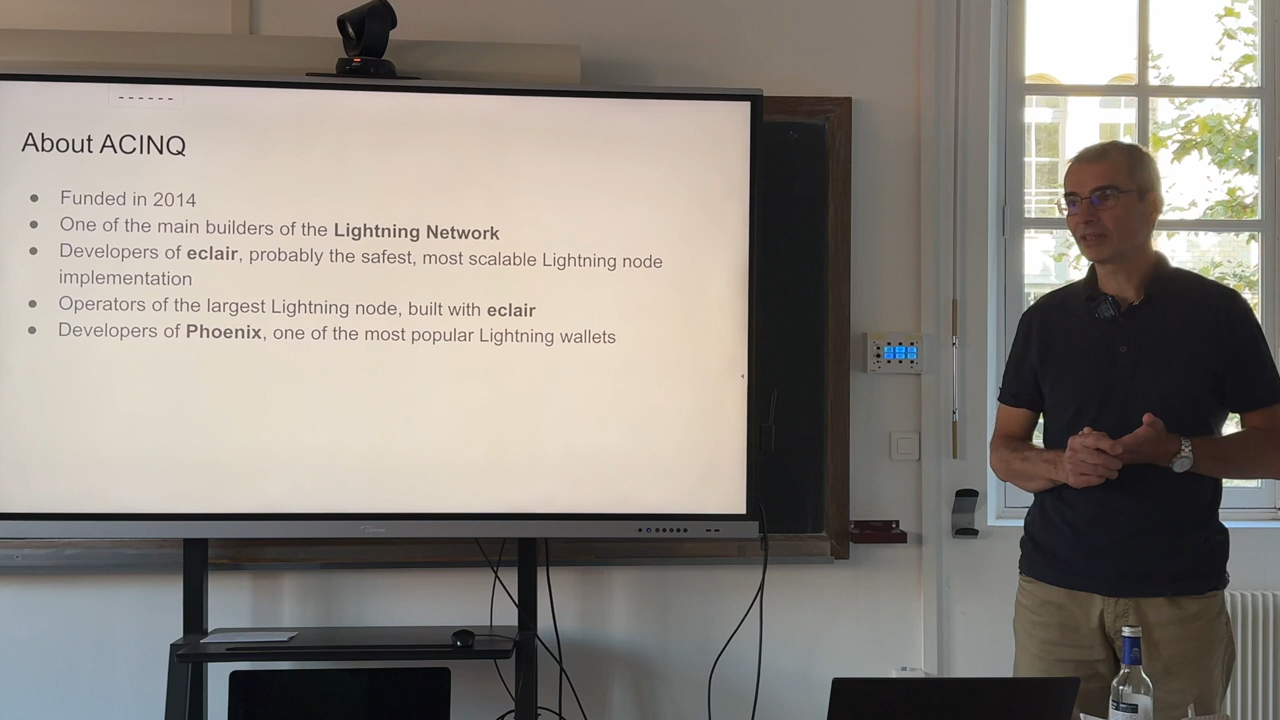 About ACINQ
● Funded in 2014
● One of the main builders of the Lightning Network
● Developers of eclair, probably the safest, most scalable Lightning node
implementation
● Operators of the largest Lightning node, built with eclair
● Developers of Phoenix, one of the most popular Lightning wallets